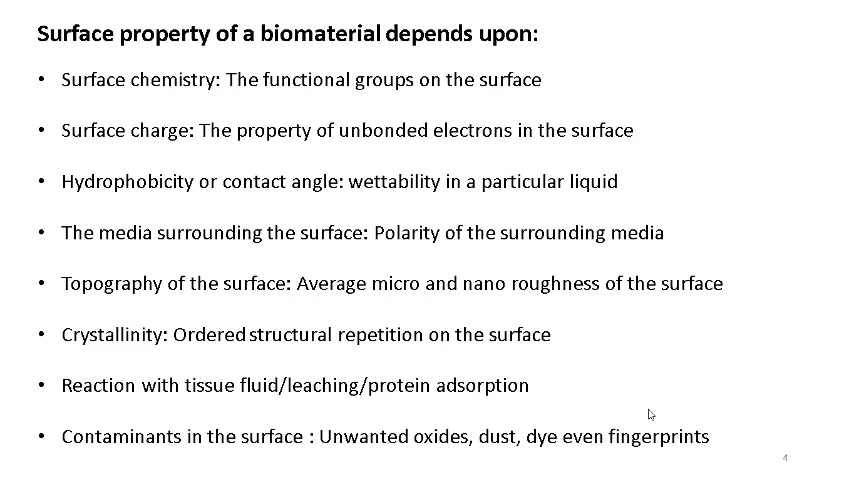 Surface property of a biomaterial depends upon:
• Surface chemistry: The functional groups on the surface
• Surface charge: The property of unbonded electrons in the surface
• Hydrophobicity or contact angle: wettability in a particular liquid
• The media surrounding the surface: Polarity of the surrounding media
• Topography of the surface: Average micro and nano roughness of the surface
• Crystallinity: Ordered structural repetition on the surface
• Reaction with tissue fluid/leaching/protein adsorption
• Contaminants in the surface : Unwanted oxides, dust, dye even fingerprints
4